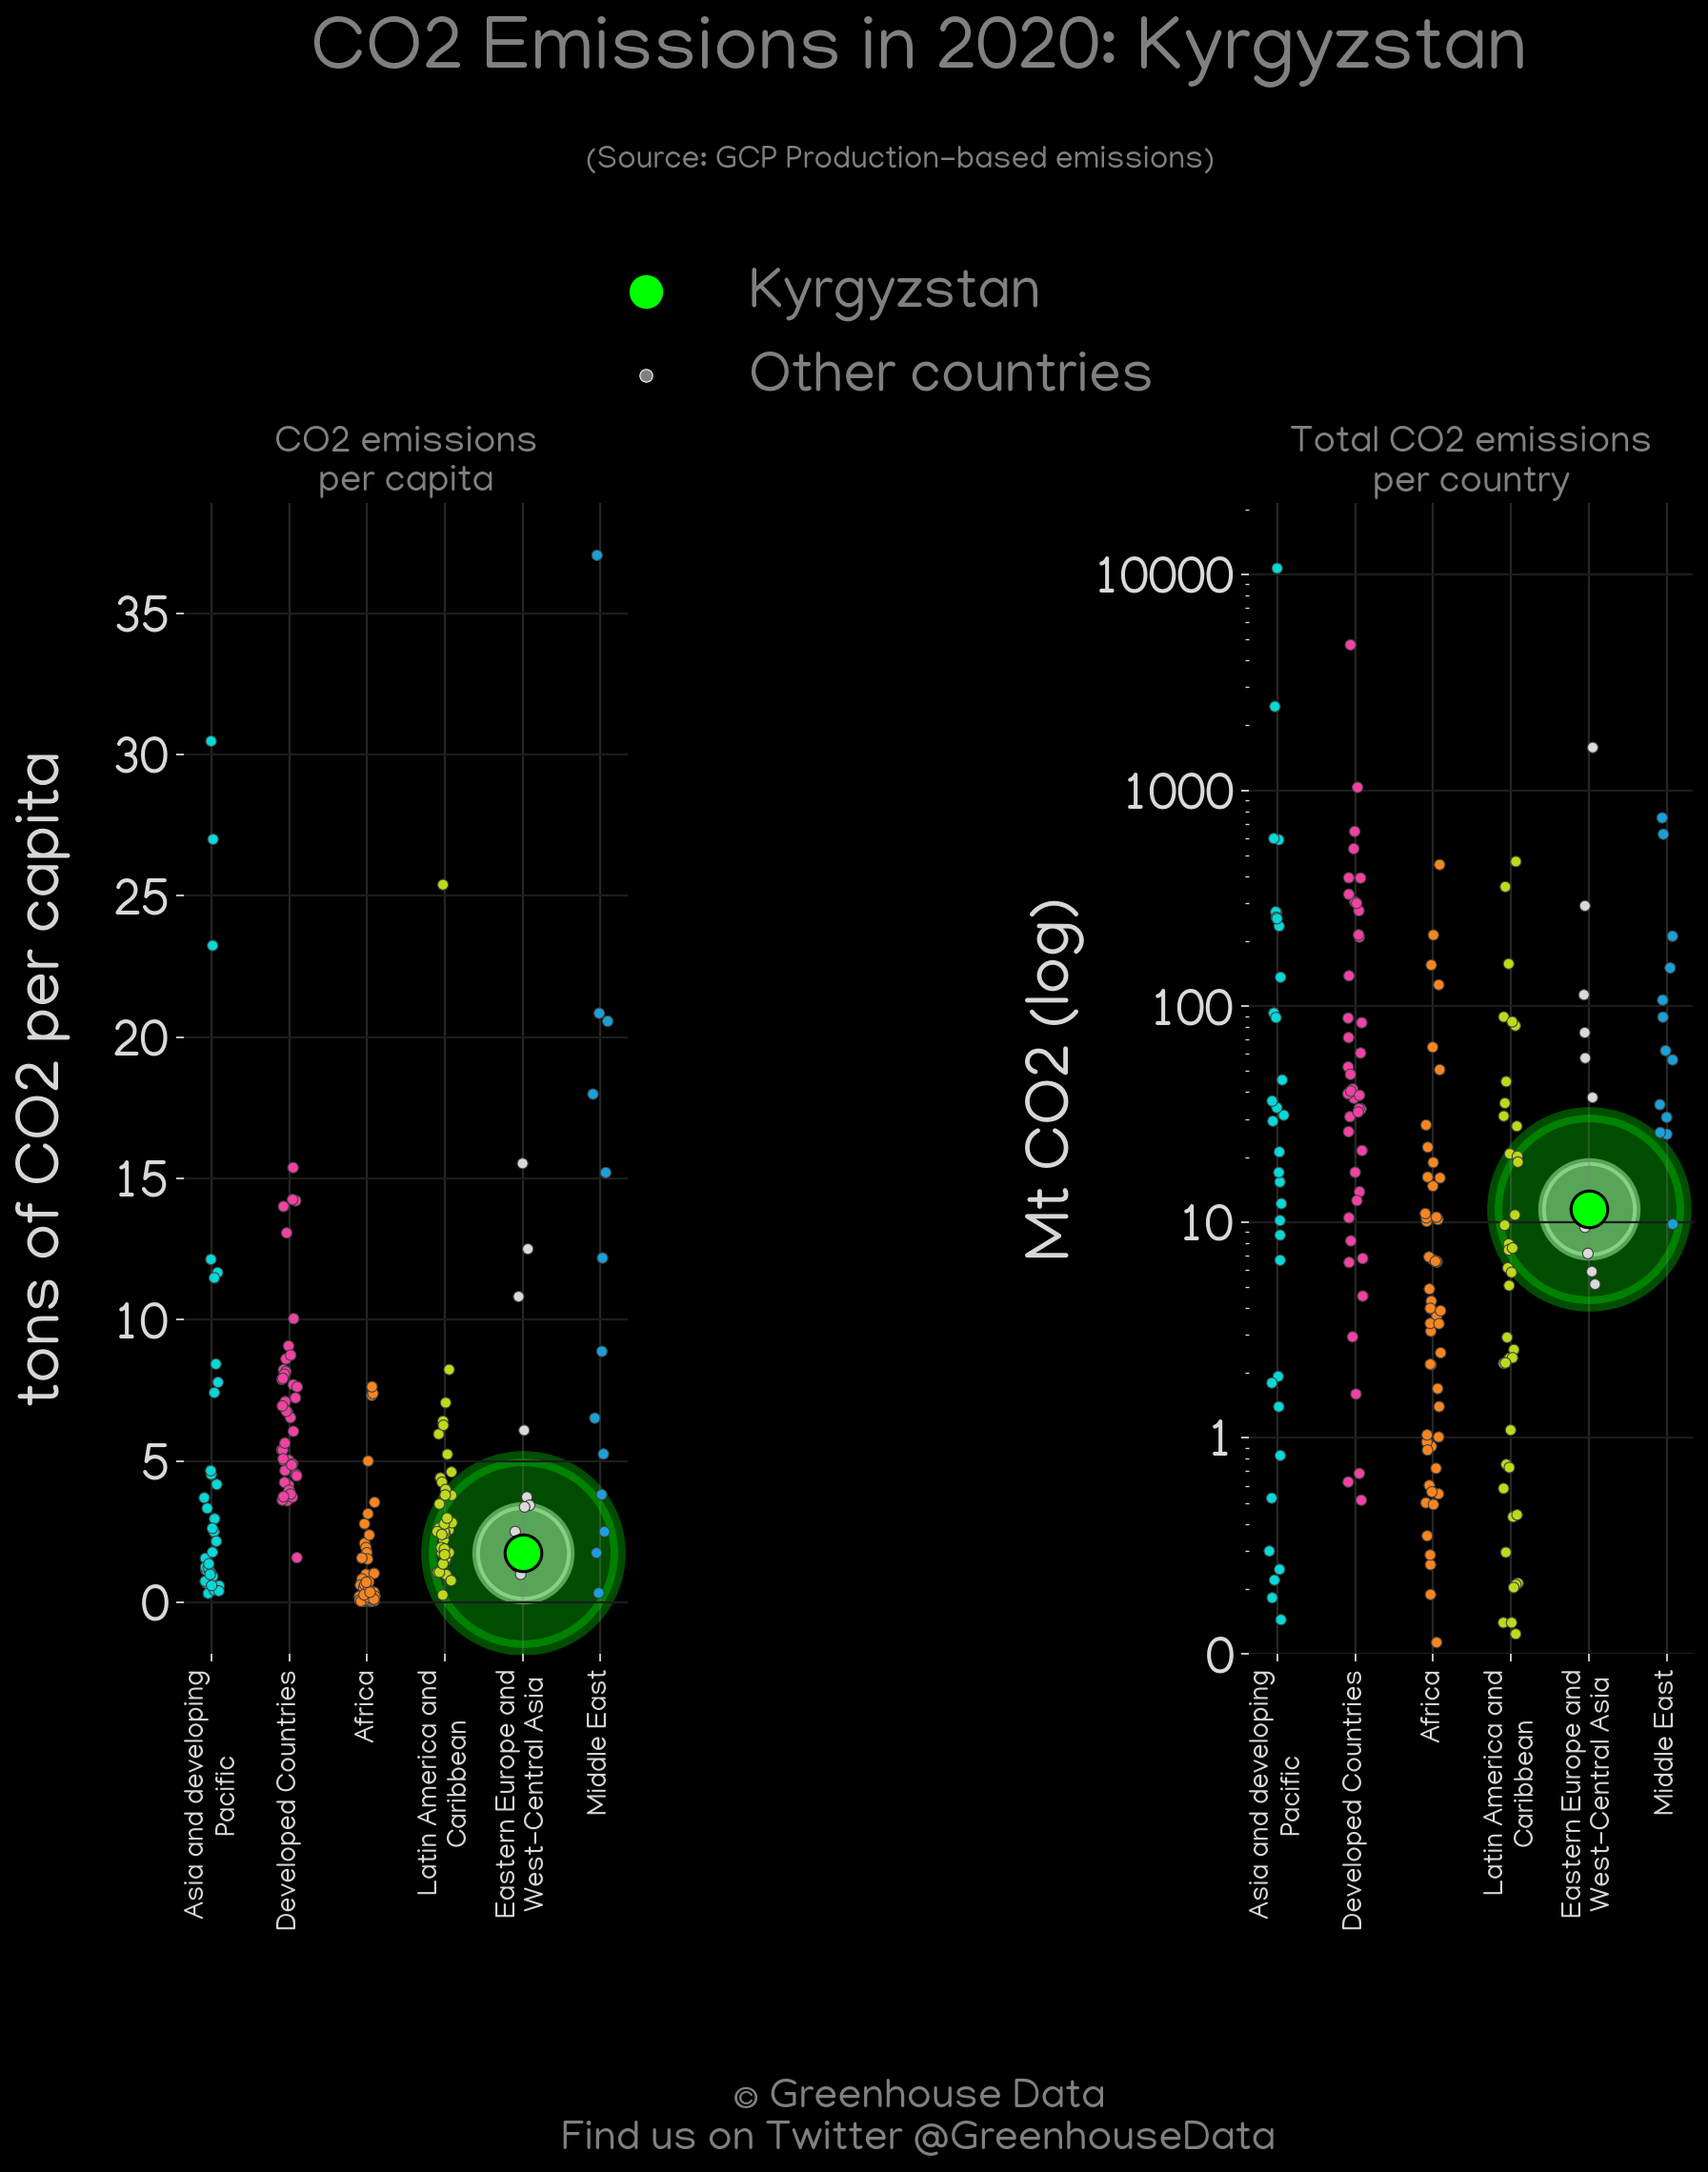 CO2 Emissions in 2020: Kyrgyzstan
(Source: GCP Production-based emissions)
Kyrgyzstan
Other countries
CO2 emissions
per capita
tons of CO2 per capita
35
30
25
20
15
10
5
0
Asia and developing
Pacific
Developed Countries
Africa
Latin America and
Caribbean
Eastern Europe and
West-Central Asia
Middle East
Total CO2 emissions
per country
Mt CO2 (log)
10000
1000
100
10
1
0
Asia and developing
Pacific
Developed Countries
Africa
Latin America and
Caribbean
Eastern Europe and
West-Central Asia
Middle East
© Greenhouse Data
Find us on Twitter @GreenhouseData